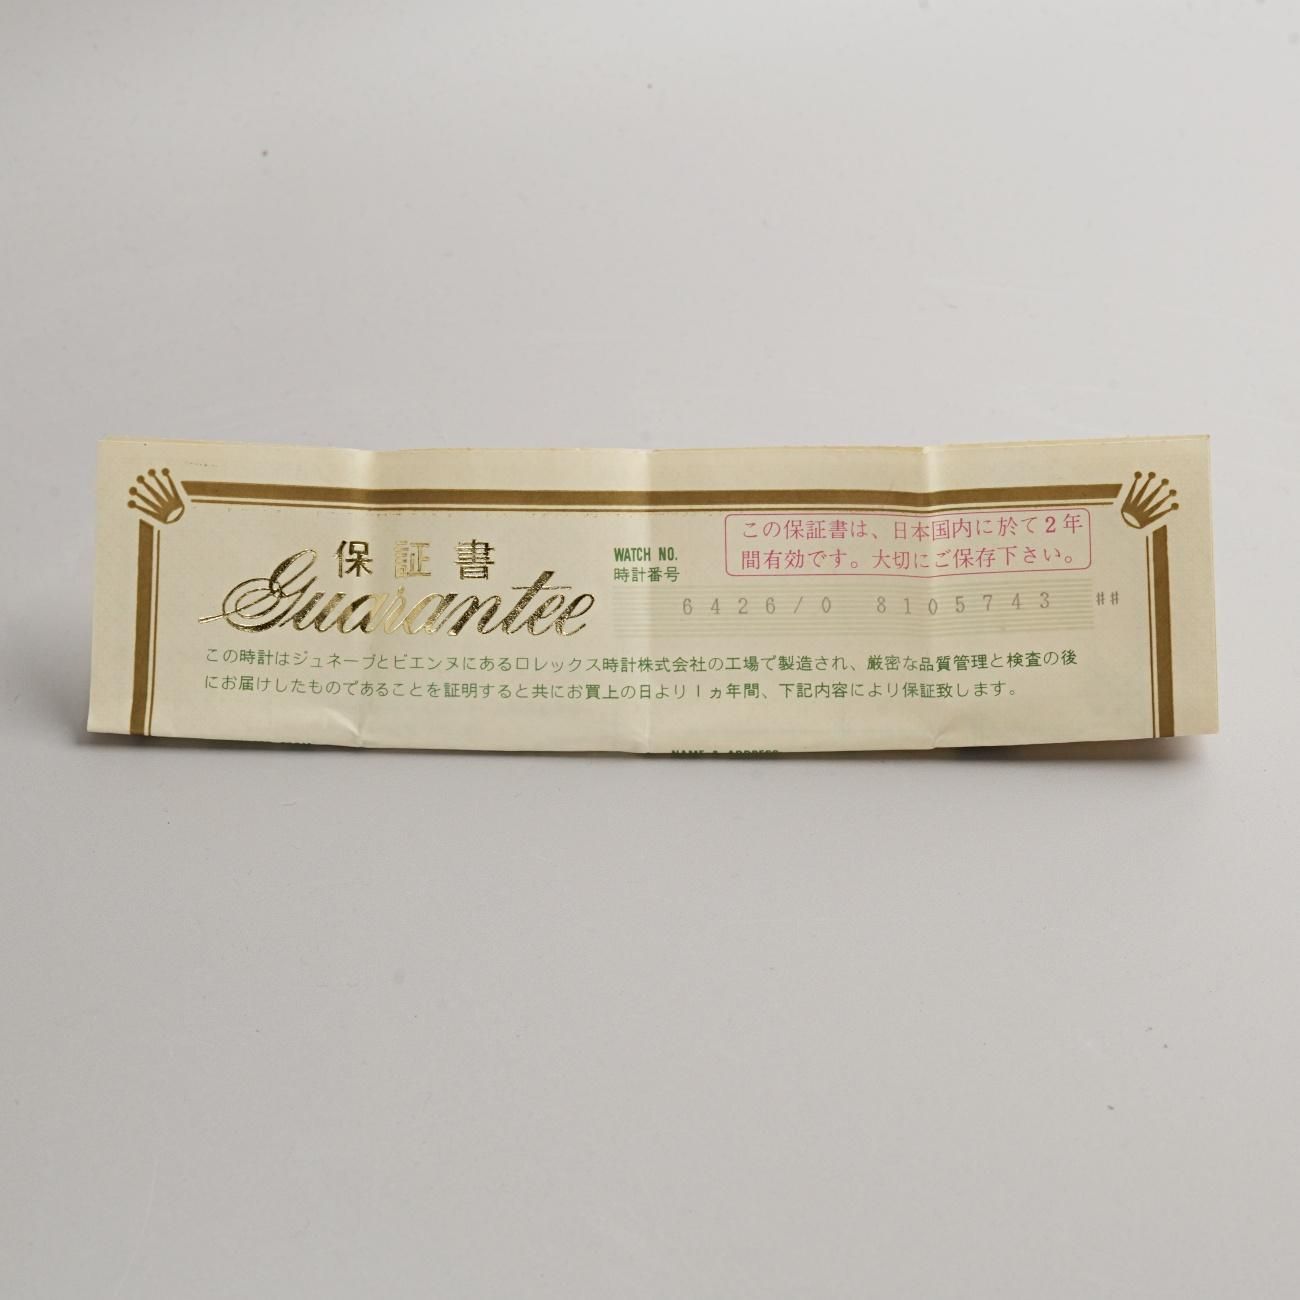 保証書
Guarantee
WATCH NO.
時計番号
この保証書は、日本国内に於て2年
間有効です。大切にご保存下さい。
6426/0 8105743 ##
この時計はジュネーブとビエンヌにあるロレックス時計株式会社の工場で製造され、厳密な品質管理と検査の後
にお届けしたものであることを証明すると共にお買上の日より1ヵ年間、下記内容により保証致します。
NAME & ADDRESS